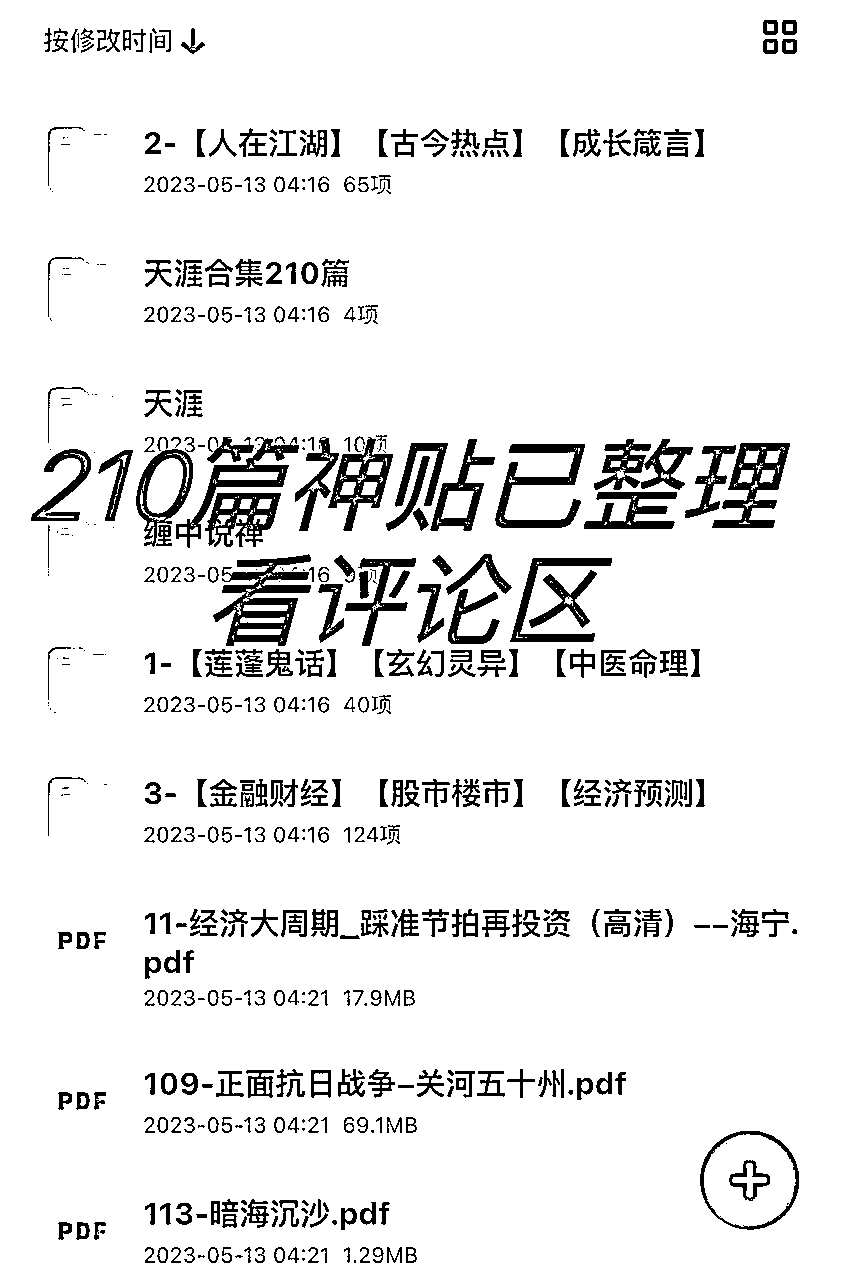 按修改时间
2-【人在江湖】【古今热点】【成长箴言】
2023-05-13 04:16 65项
天涯合集210篇
2023-05-13 04:16 4项
天涯
2023-05-13 04:16 10项
210篇神贴已整理
缠中说禅
2023-05 16 项
看评论区
1-【莲蓬鬼话】【玄幻灵异】【中医命理】
2023-05-13 04:16 40项
3-【金融财经】【股市楼市】【经济预测】
2023-05-13 04:16 124项
PDF
11-经济大周期_踩准节拍再投资（高清）--海宁.
pdf
2023-05-13 04:21 17.9MB
PDF
109-正面抗日战争–关河五十州.pdf
2023-05-13 04:21 69.1MB
PDF
113-暗海沉沙.pdf
2023-05-13 04:21 1.29MB